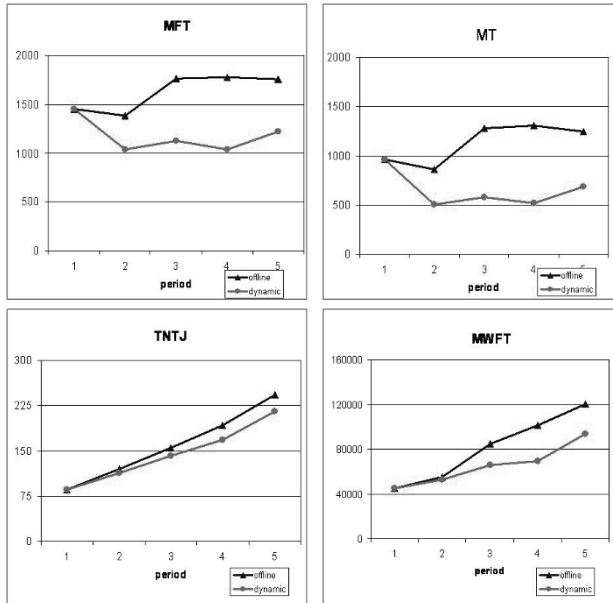 MFT
2000
1500
1000
500
0
1 2 3 4 5
period
offline
dynamic
MT
2000
1500
1000
500
0
1 2 3 4 5
period
offline
dynamic
TNTJ
300
225
150
75
0
1 2 3 4 5
period
offline
dynamic
MWFT
160000
120000
80000
40000
0
1 2 3 4 5
period
offline
dynamic